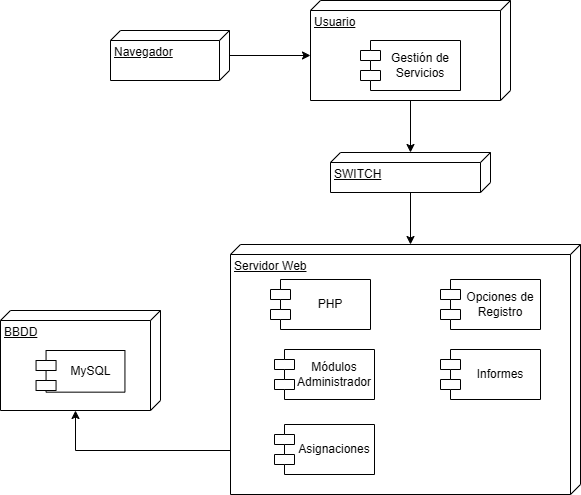 Usuario
Navegador
Gestión de
Servicios
SWITCH
Servidor Web
PHP
Opciones de
Registro
BBDD
MySQL
Módulos
Administrador
Informes
Asignaciones